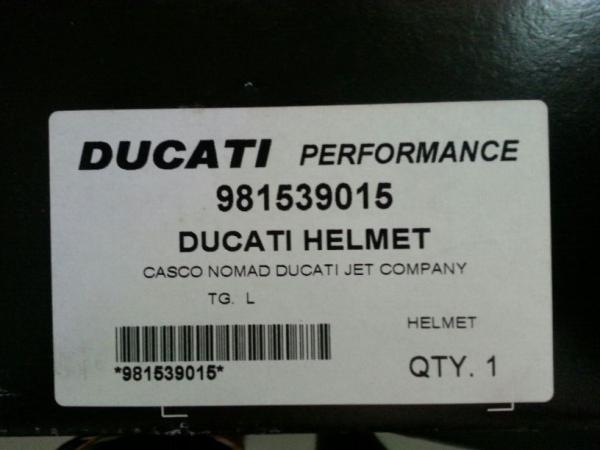 DUCATI PERFORMANCE
981539015
DUCATI HELMET
CASCO NOMAD DUCATI JET COMPANY
TG. L
HELMET
*981539015*
QTY. 1